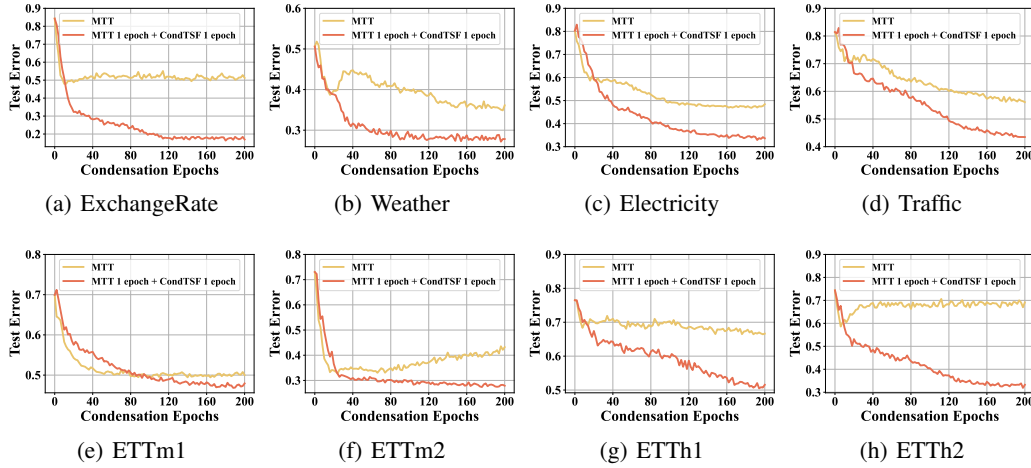 0.9
0.8
0.7
0.6
0.5
0.4
0.3
0.2
Test Error
MTT
MTT 1 epoch + CondTSF 1 epoch
0 40 80 120 160 200
Condensation Epochs
(a) ExchangeRate
0.6
0.5
0.4
0.3
Test Error
MTT
MTT 1 epoch + CondTSF 1 epoch
0 40 80 120 160 200
Condensation Epochs
(b) Weather
0.9
0.8
0.7
0.6
0.5
0.4
0.3
Test Error
MTT
MTT 1 epoch + CondTSF 1 epoch
0 40 80 120 160 200
Condensation Epochs
(c) Electricity
0.9
0.8
0.7
0.6
0.5
0.4
Test Error
MTT
MTT 1 epoch + CondTSF 1 epoch
0 40 80 120 160 200
Condensation Epochs
(d) Traffic
0.8
0.7
0.6
0.5
Test Error
MTT
MTT 1 epoch + CondTSF 1 epoch
0 40 80 120 160 200
Condensation Epochs
(e) ETTm1
0.8
0.7
0.6
0.5
0.4
0.3
Test Error
MTT
MTT 1 epoch + CondTSF 1 epoch
0 40 80 120 160 200
Condensation Epochs
(f) ETTm2
0.9
0.8
0.7
0.6
0.5
Test Error
MTT
MTT 1 epoch + CondTSF 1 epoch
0 40 80 120 160 200
Condensation Epochs
(g) ETTh1
0.9
0.8
0.7
0.6
0.5
0.4
0.3
Test Error
MTT
MTT 1 epoch + CondTSF 1 epoch
0 40 80 120 160 200
Condensation Epochs
(h) ETTh2